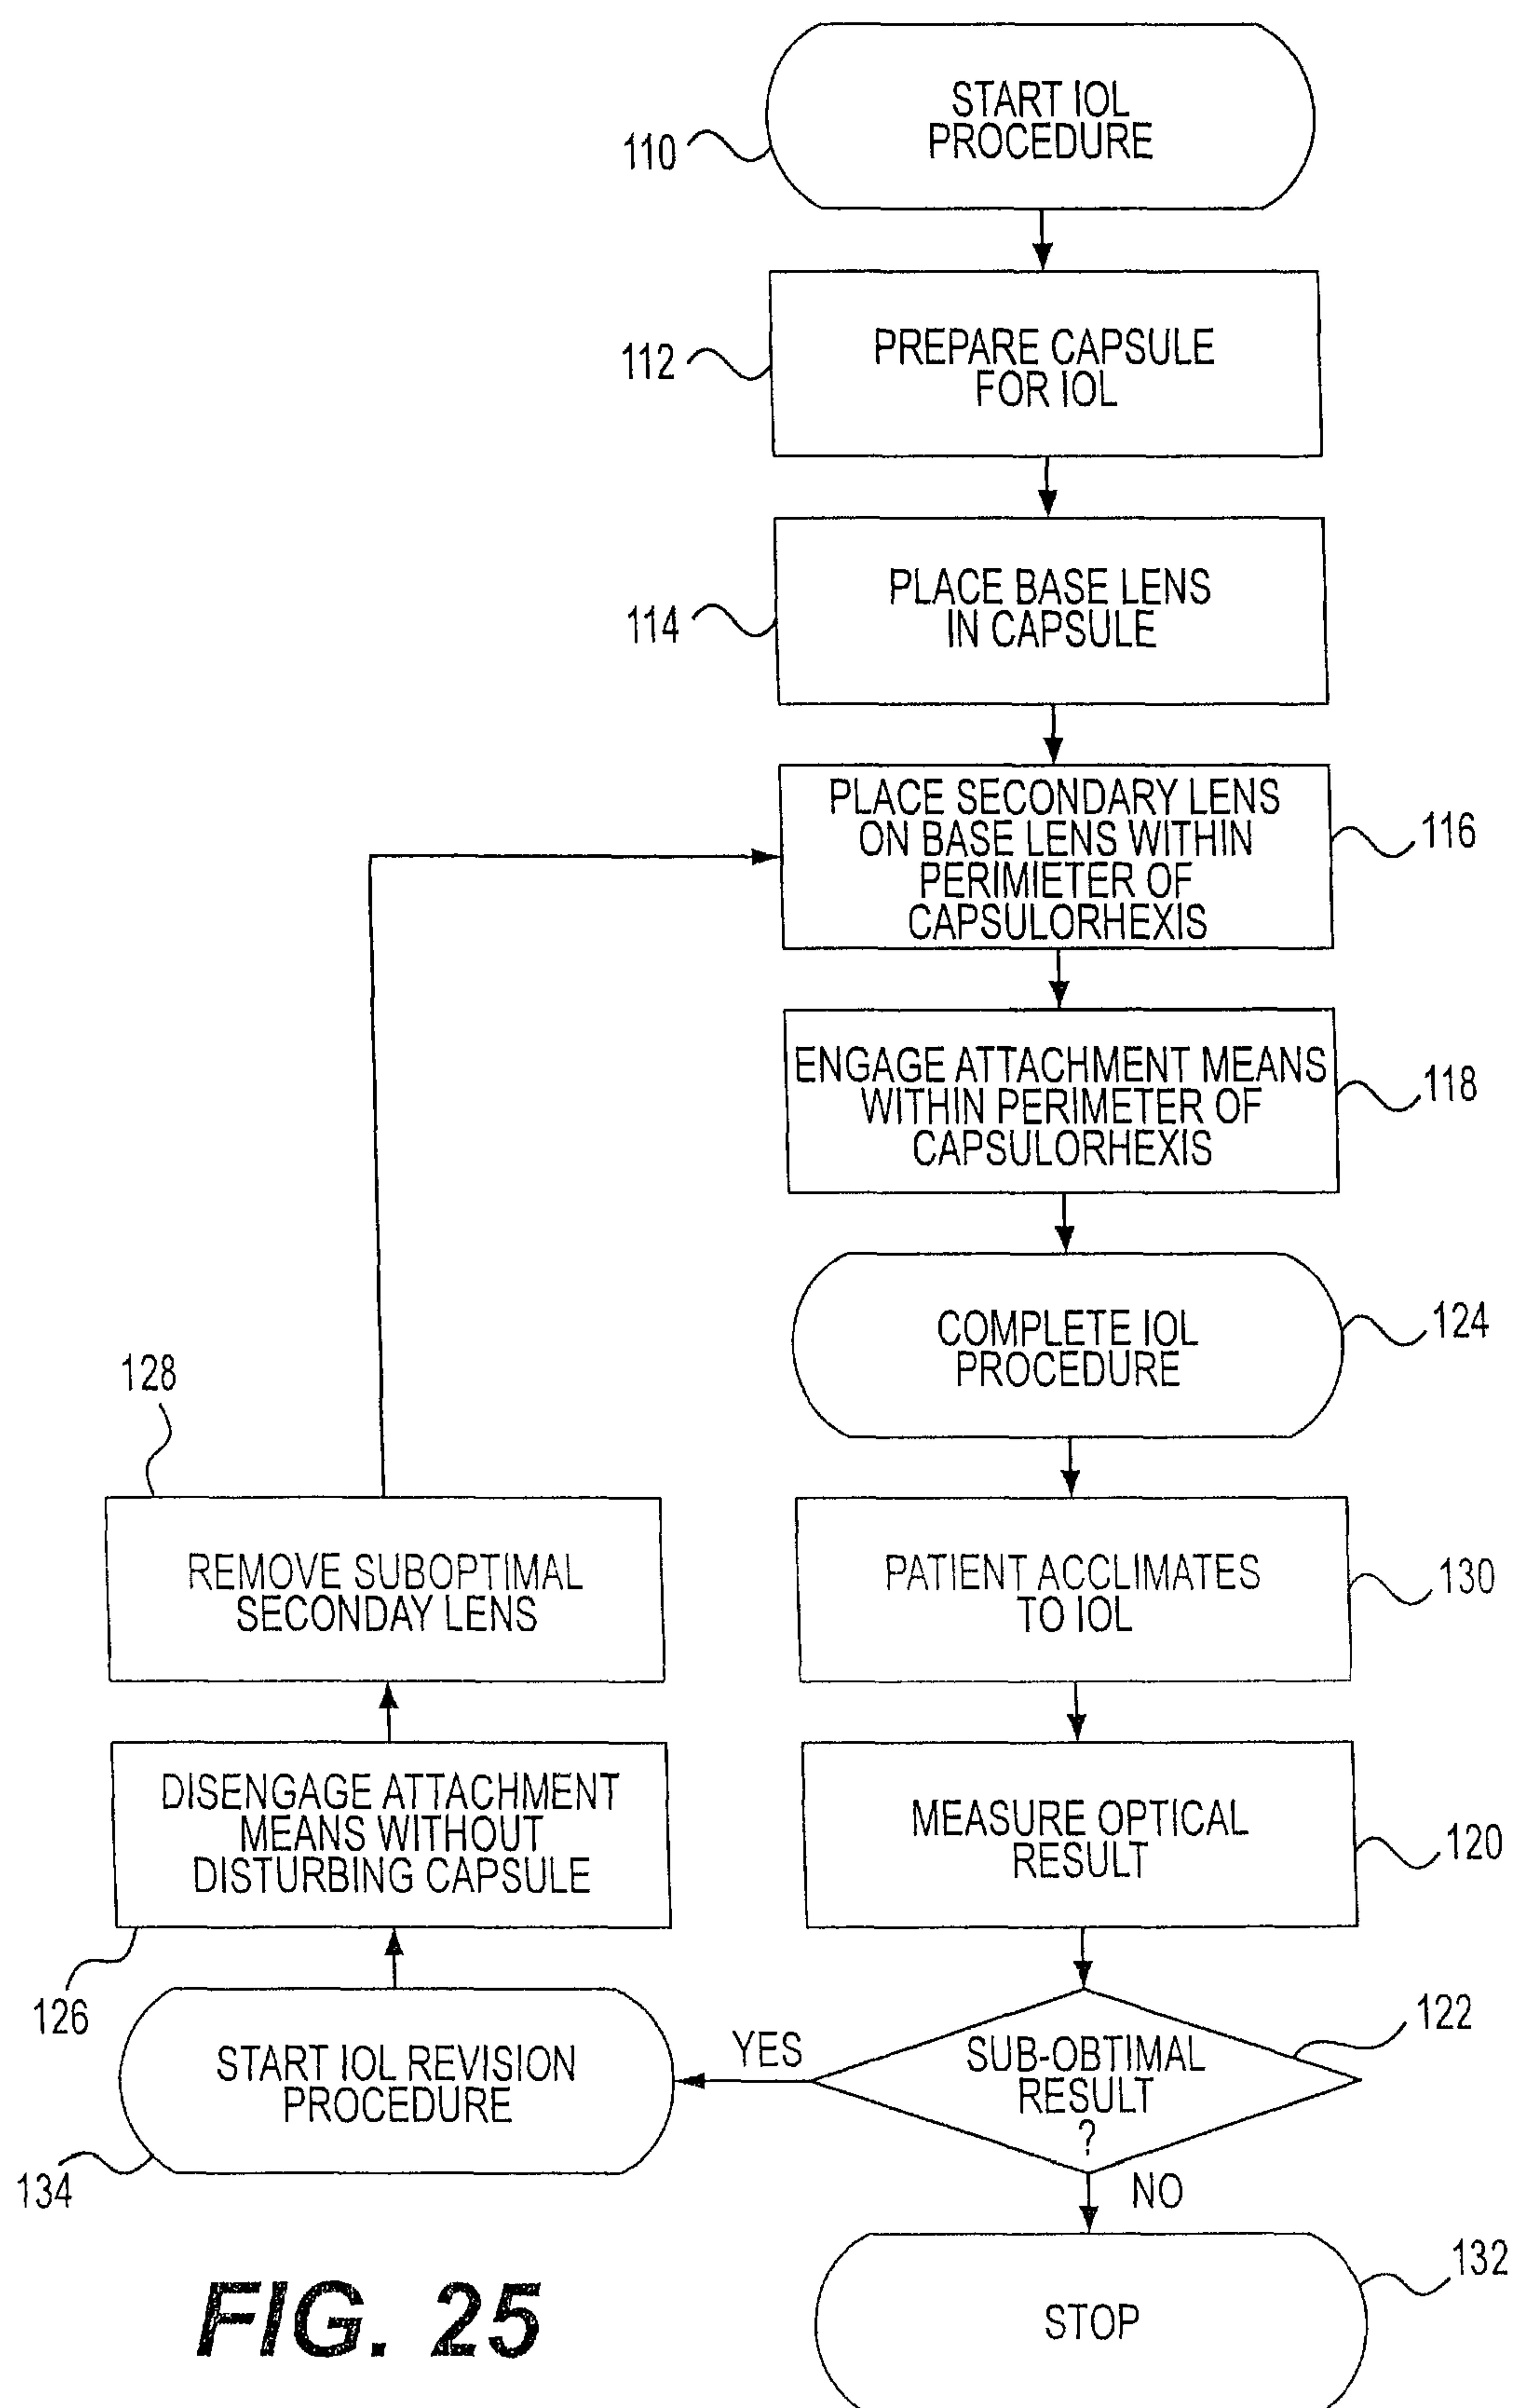 START IOL
PROCEDURE
110
PREPARE CAPSULE
FOR IOL
112
PLACE BASE LENS
IN CAPSULE
114
PLACE SECONDARY LENS
ON BASE LENS WITHIN
PERIMIETER OF
CAPSULORHEXIS
116
ENGAGE ATTACHMENT MEANS
WITHIN PERIMETER OF
CAPSULORHEXIS
118
COMPLETE IOL
PROCEDURE
124
PATIENT ACCLIMATES
TO IOL
130
MEASURE OPTICAL
RESULT
120
SUB-OBTIMAL
RESULT
?
122
YES
NO
START IOL REVISION
PROCEDURE
134
DISENGAGE ATTACHMENT
MEANS WITHOUT
DISTURBING CAPSULE
126
REMOVE SUBOPTIMAL
SECONDAY LENS
128
STOP
132
FIG. 25